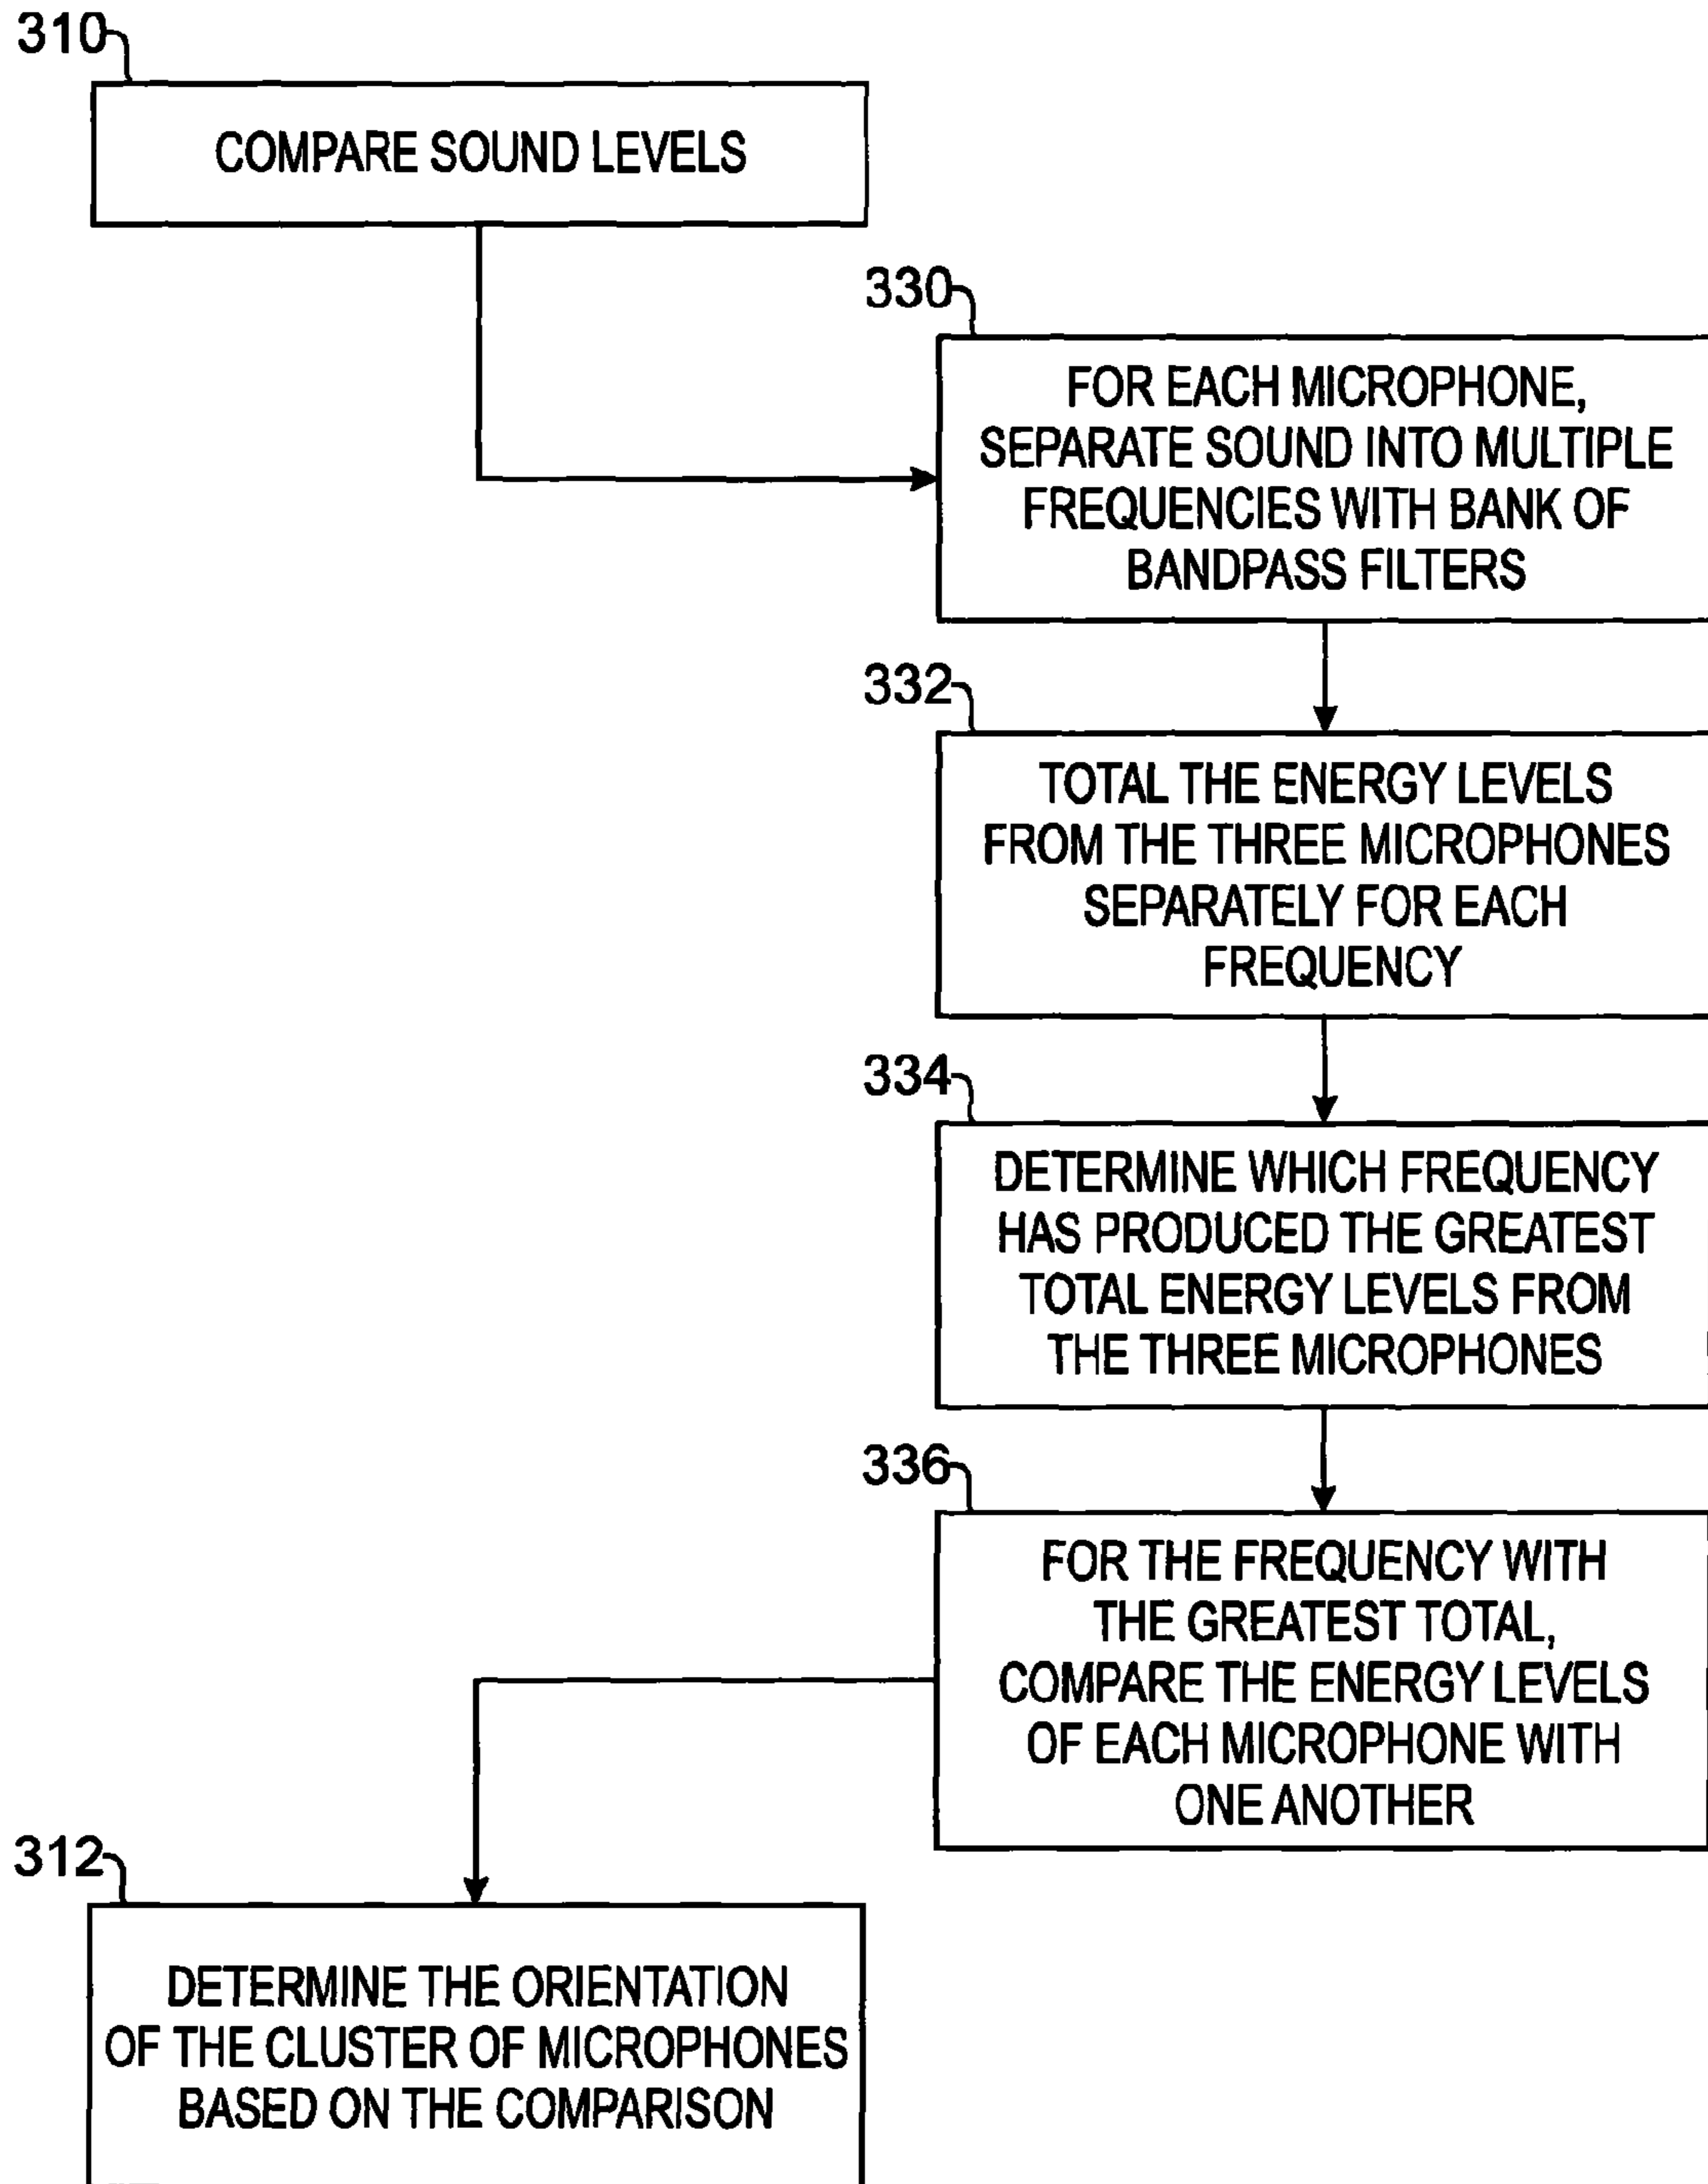 310
COMPARE SOUND LEVELS
330
FOR EACH MICROPHONE,
SEPARATE SOUND INTO MULTIPLE
FREQUENCIES WITH BANK OF
BANDPASS FILTERS
332
TOTAL THE ENERGY LEVELS
FROM THE THREE MICROPHONES
SEPARATELY FOR EACH
FREQUENCY
334
DETERMINE WHICH FREQUENCY
HAS PRODUCED THE GREATEST
TOTAL ENERGY LEVELS FROM
THE THREE MICROPHONES
336
FOR THE FREQUENCY WITH
THE GREATEST TOTAL,
COMPARE THE ENERGY LEVELS
OF EACH MICROPHONE WITH
ONE ANOTHER
312
DETERMINE THE ORIENTATION
OF THE CLUSTER OF MICROPHONES
BASED ON THE COMPARISON